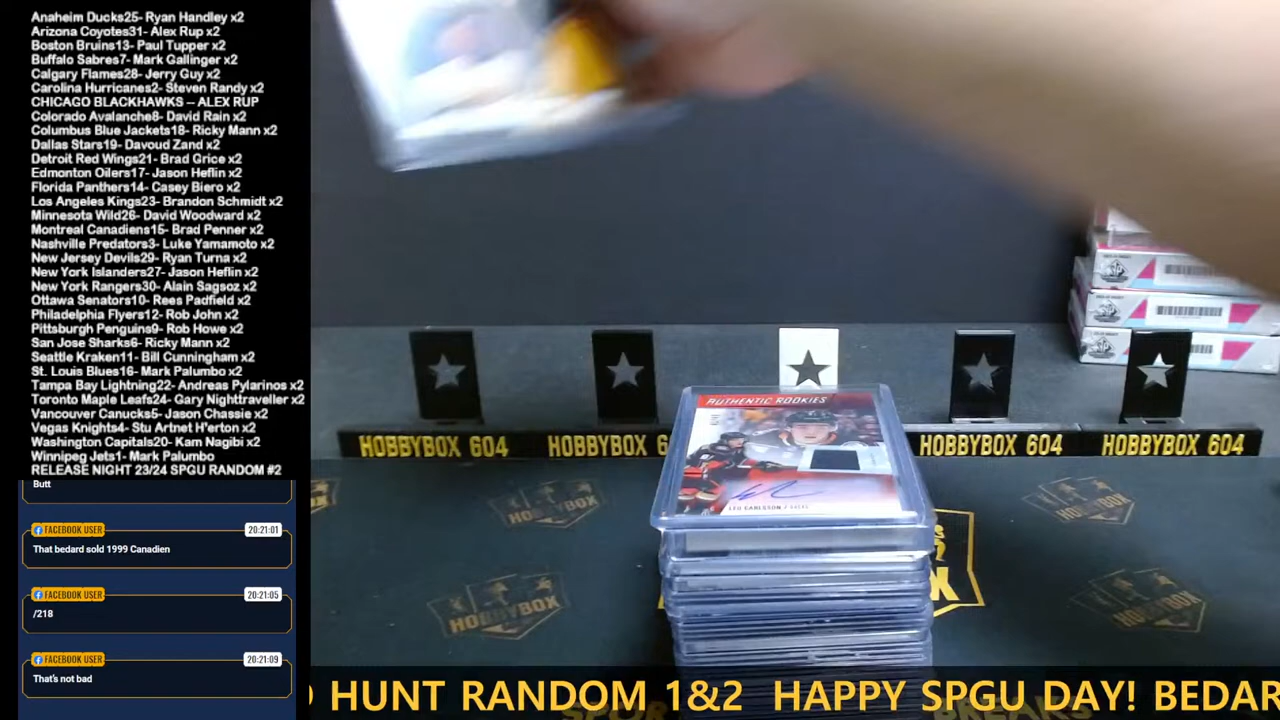 Anaheim Ducks25- Ryan Handley x2
Arizona Coyotes31- Alex Rup x2
Boston Bruins13- Paul Tupper x2
Buffalo Sabres7- Mark Gallinger x2
Calgary Flames28- Jerry Guy x2
Carolina Hurricanes2- Steven Randy x2
CHICAGO BLACKHAWKS -- ALEX RUP
Colorado Avalanche8- David Rain x2
Columbus Blue Jackets18- Ricky Mann x2
Dallas Stars19- Davoud Zand x2
Detroit Red Wings21- Brad Grice x2
Edmonton Oilers17- Jason Heflin x2
Florida Panthers14- Casey Biero x2
Los Angeles Kings23- Brandon Schmidt x2
Minnesota Wild26- David Woodward x2
Montreal Canadiens15- Brad Penner x2
Nashville Predators3- Luke Yamamoto x2
New Jersey Devils29- Ryan Turna x2
New York Islanders27- Jason Heflin x2
New York Rangers30- Alain Sagsoz x2
Ottawa Senators10- Rees Padfield x2
Philadelphia Flyers12- Rob John x2
Pittsburgh Penguins9- Rob Howe x2
San Jose Sharks6- Ricky Mann x2
Seattle Kraken11- Bill Cunningham x2
St. Louis Blues16- Mark Palumbo x2
Tampa Bay Lightning22- Andreas Pylarinos x2
Toronto Maple Leafs24- Gary Nighttraveller x2
Vancouver Canucks5- Jason Chassie x2
Vegas Knights4- Stu Artnet H'erton x2
Washington Capitals20- Kam Nagibi x2
Winnipeg Jets1- Mark Palumbo
RELEASE NIGHT 23/24 SPGU RANDOM #2
Butt
FACEBOOK USER 20:21:01
That bedard sold 1999 Canadien
FACEBOOK USER 20:21:05
/218
FACEBOOK USER 20:21:09
That's not bad
AUTHENTIC ROOKIES
LEO CARLSSON
HOBBYBOX 604 HOBBYBOX 6 HOBBYBOX 604 HOBBYBOX 604
HOBBYBOX
HOBBYBOX
HOBBYBOX
HOBBYBOX
HUNT RANDOM 1&2 HAPPY SPGU DAY! BEDAR